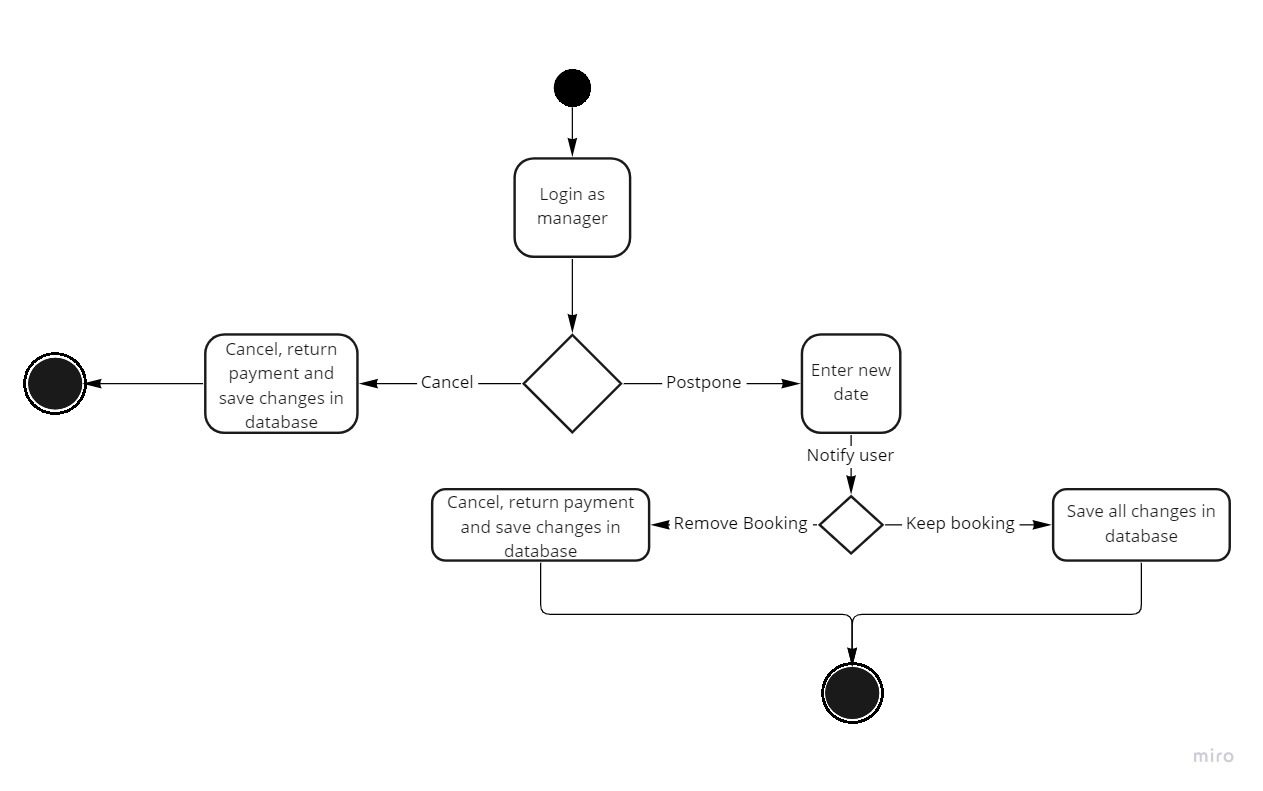 Login as
manager
Cancel, return
payment and
save changes in
database
Cancel
Postpone
Enter new
date
Notify user
Cancel, return payment
and save changes in
database
Remove Booking
Keep booking
Save all changes in
database
miro